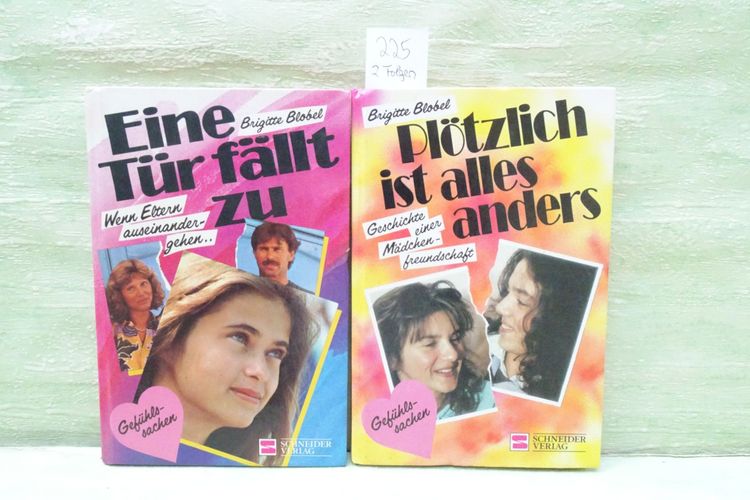 225
2 Folgen
Eine
Brigitte Blobel
Tür fällt
zu
Wenn Eltern
auseinander-
gehen..
Gefühls-
sachen
SCHNEIDER
VERLAG
Brigitte Blobel
Plötzlich
ist alles
anders
Geschichte
einer
Mädchen-
freundschaft
Gefühls-
sachen
SCHNEIDER
VERLAG